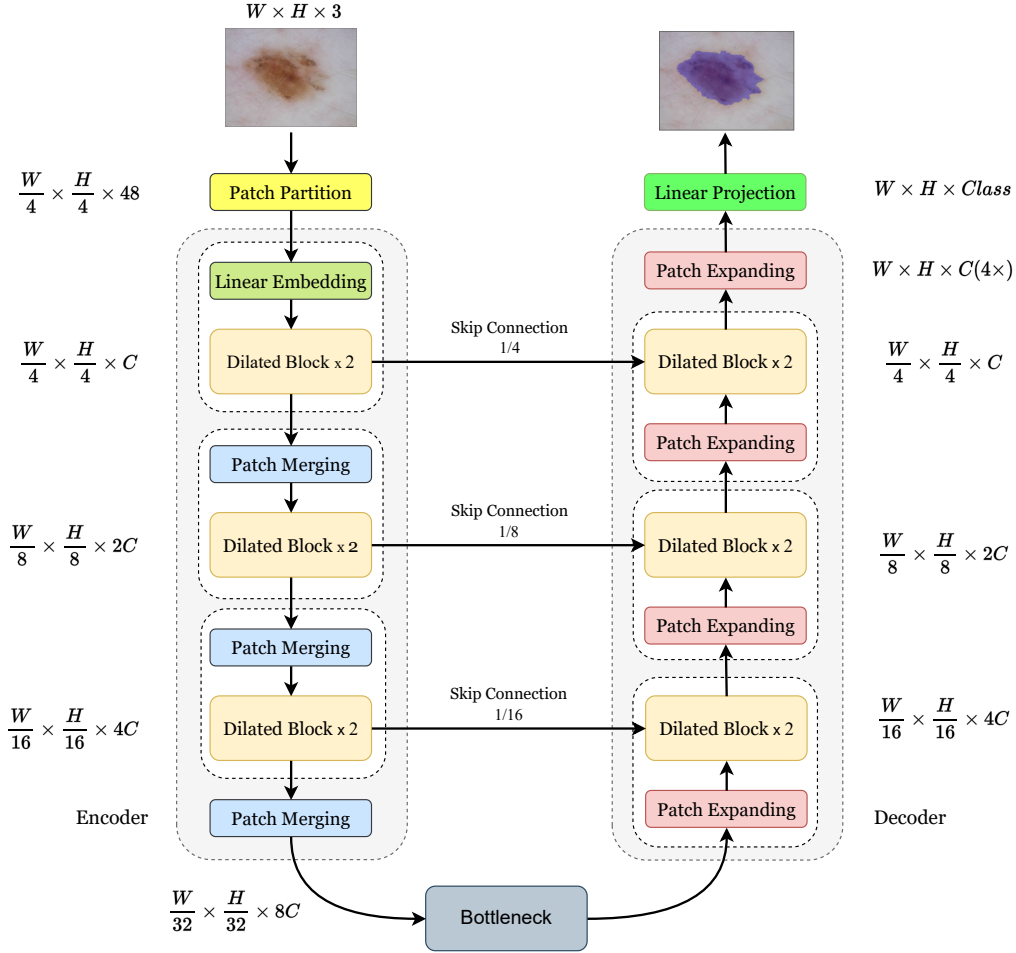 W × H × 3
W/4 × H/4 × 48
Patch Partition
Linear Projection
W × H × Class
Linear Embedding
Patch Expanding
W × H × C(4×)
W/4 × H/4 × C
Dilated Block x 2
Skip Connection
1/4
Dilated Block x 2
W/4 × H/4 × C
Patch Merging
Patch Expanding
W/8 × H/8 × 2C
Dilated Block x 2
Skip Connection
1/8
Dilated Block x 2
W/8 × H/8 × 2C
Patch Merging
Patch Expanding
W/16 × H/16 × 4C
Dilated Block x 2
Skip Connection
1/16
Dilated Block x 2
W/16 × H/16 × 4C
Encoder
Patch Merging
Patch Expanding
Decoder
W/32 × H/32 × 8C
Bottleneck